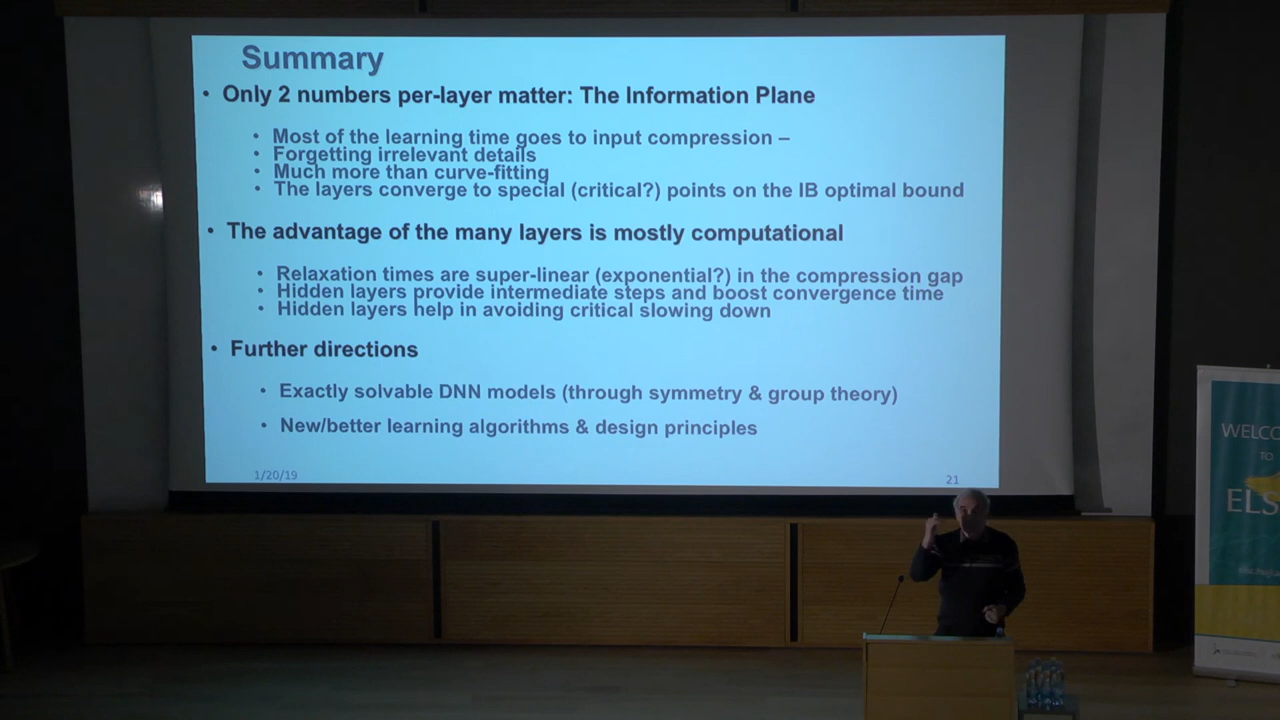 Summary
• Only 2 numbers per-layer matter: The Information Plane
• Most of the learning time goes to input compression –
• Forgetting irrelevant details
• Much more than curve-fitting
• The layers converge to special (critical?) points on the IB optimal bound
• The advantage of the many layers is mostly computational
• Relaxation times are super-linear (exponential?) in the compression gap
• Hidden layers provide intermediate steps and boost convergence time
• Hidden layers help in avoiding critical slowing down
• Further directions
• Exactly solvable DNN models (through symmetry & group theory)
• New/better learning algorithms & design principles
1/20/19
21
WELCO
TO
ELS